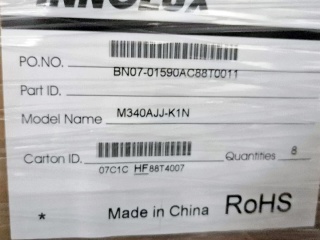 INNOLUX
PO.NO.
BN07-01590AC88T0011
Part ID.
Model Name M340AJJ-K1N
Carton ID. Quantities 8
07C1C HF88T4007
* Made in China RoHS